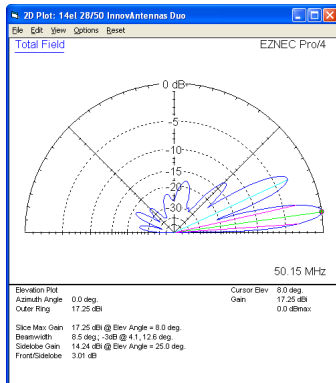 2D Plot: 14el 28/50 InnovAntennas Duo
File Edit View Options Reset
Total Field
EZNEC Pro/4
0 dB
-5
-10
-15
-20
-30
50.15 MHz
Elevation Plot
Cursor Elev 8.0 deg.
Azimuth Angle 0.0 deg.
Gain 17.25 dBi
Outer Ring 17.25 dBi
0.0 dBmax
Slice Max Gain 17.25 dBi @ Elev Angle = 8.0 deg.
Beamwidth 8.5 deg.; -3dB @ 4.1, 12.6 deg.
Sidelobe Gain 14.24 dBi @ Elev Angle = 25.0 deg.
Front/Sidelobe 3.01 dB